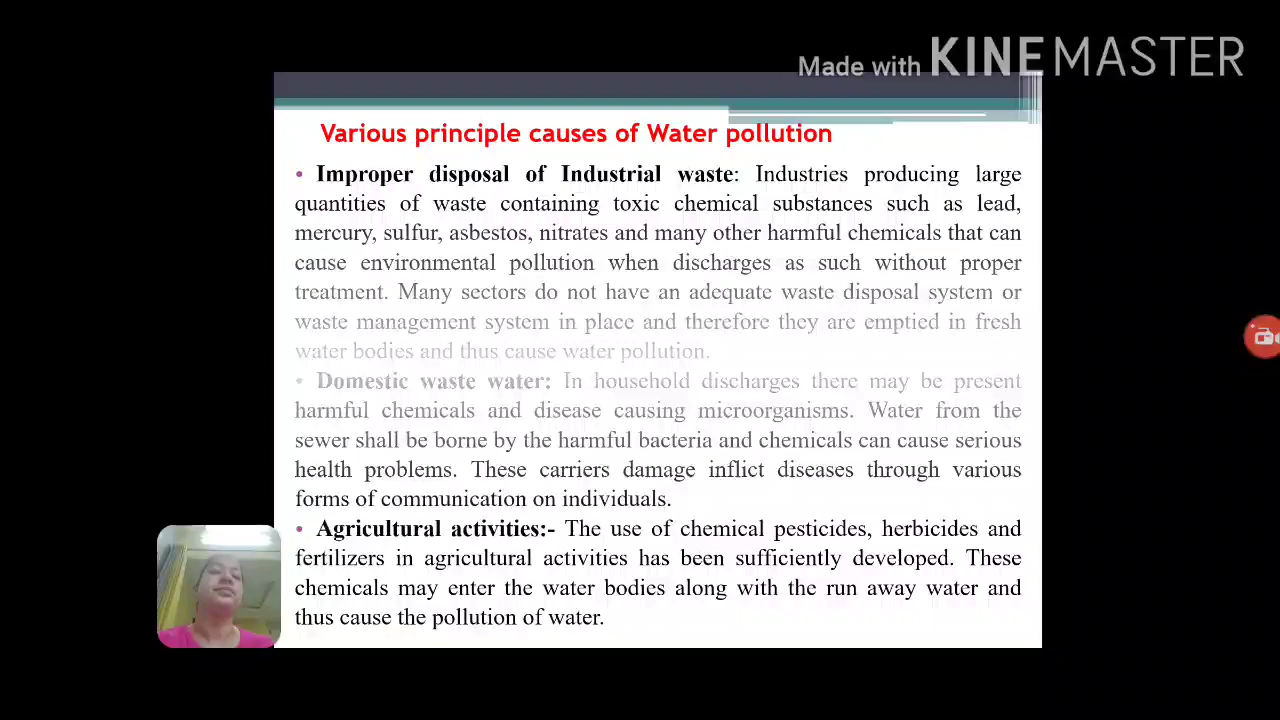 Made with KINEMASTER
Various principle causes of Water pollution
• Improper disposal of Industrial waste: Industries producing large
quantities of waste containing toxic chemical substances such as lead,
mercury, sulfur, asbestos, nitrates and many other harmful chemicals that can
cause environmental pollution when discharges as such without proper
treatment. Many sectors do not have an adequate waste disposal system or
waste management system in place and therefore they are emptied in fresh
water bodies and thus cause water pollution.
• Domestic waste water: In household discharges there may be present
harmful chemicals and disease causing microorganisms. Water from the
sewer shall be borne by the harmful bacteria and chemicals can cause serious
health problems. These carriers damage inflict diseases through various
forms of communication on individuals.
• Agricultural activities:- The use of chemical pesticides, herbicides and
fertilizers in agricultural activities has been sufficiently developed. These
chemicals may enter the water bodies along with the run away water and
thus cause the pollution of water.